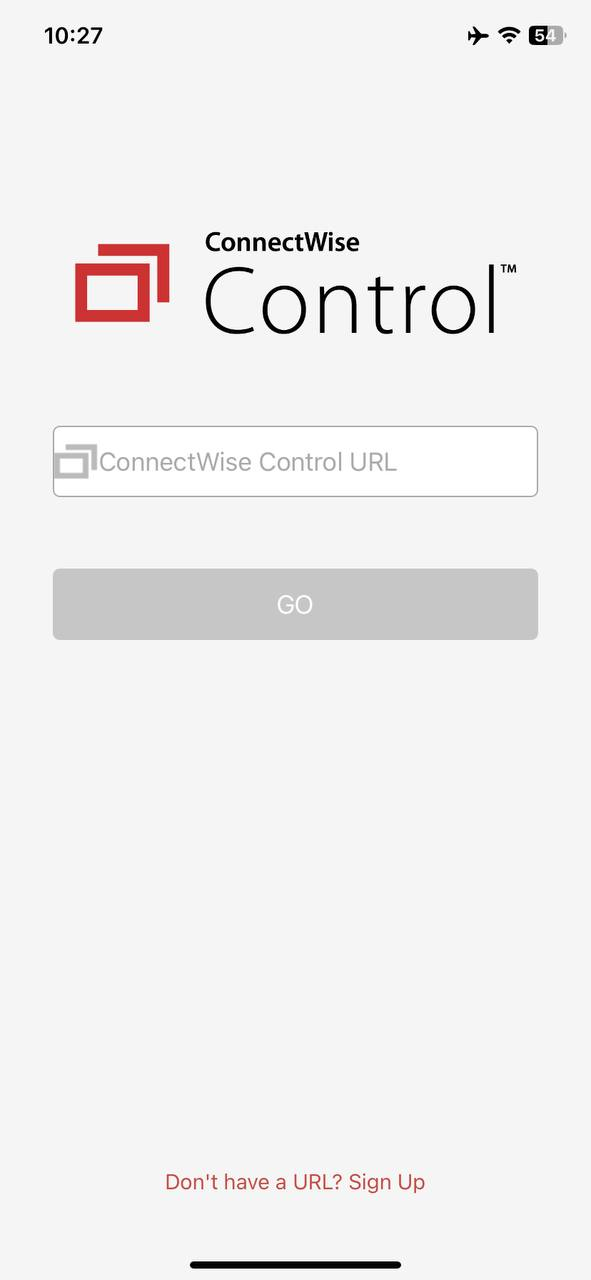 10:27
54
ConnectWise
Control™
ConnectWise Control URL
GO
Don't have a URL? Sign Up